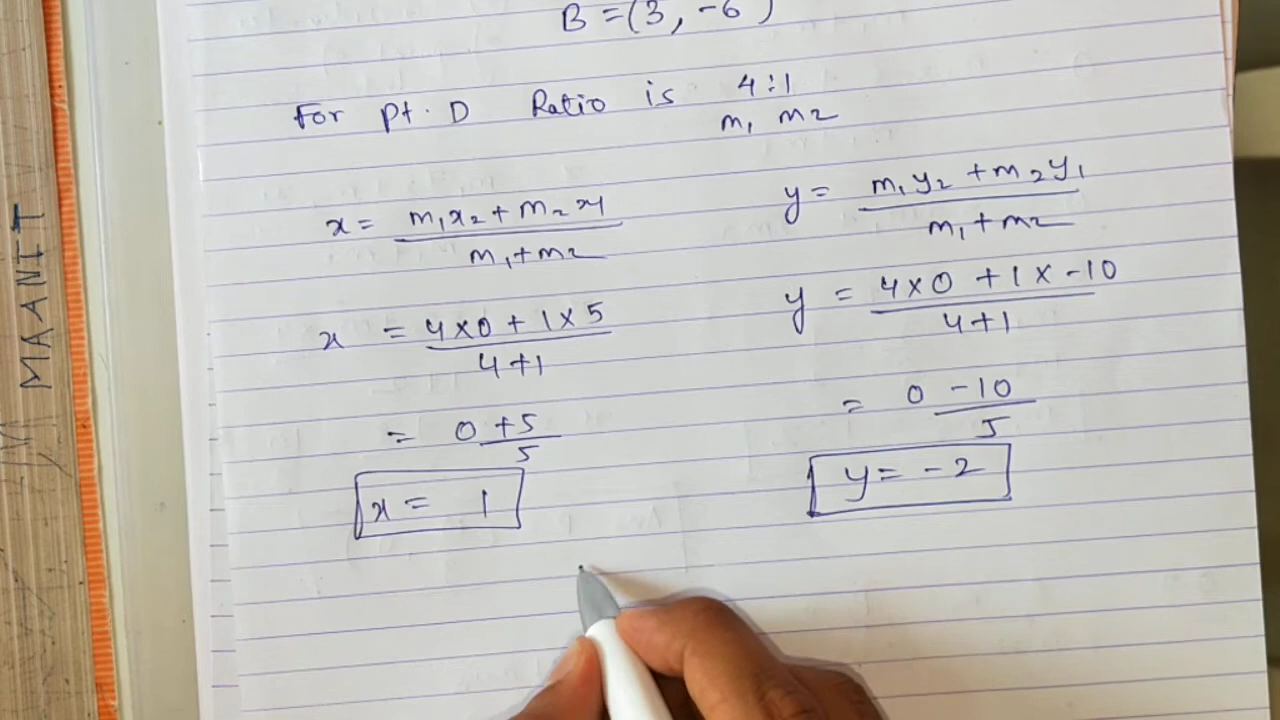 B = (3, -6)
For pt. D Ratio is 4:1
m₁ m₂
x = m₁x₂ + m₂x₁ / m₁ + m₂
y = m₁y₂ + m₂y₁ / m₁ + m₂
x = 4×0 + 1×5 / 4+1
y = 4×0 + 1×-10 / 4+1
= 0+5 / 5
= 0-10 / 5
x = 1
y = -2
MAANIT